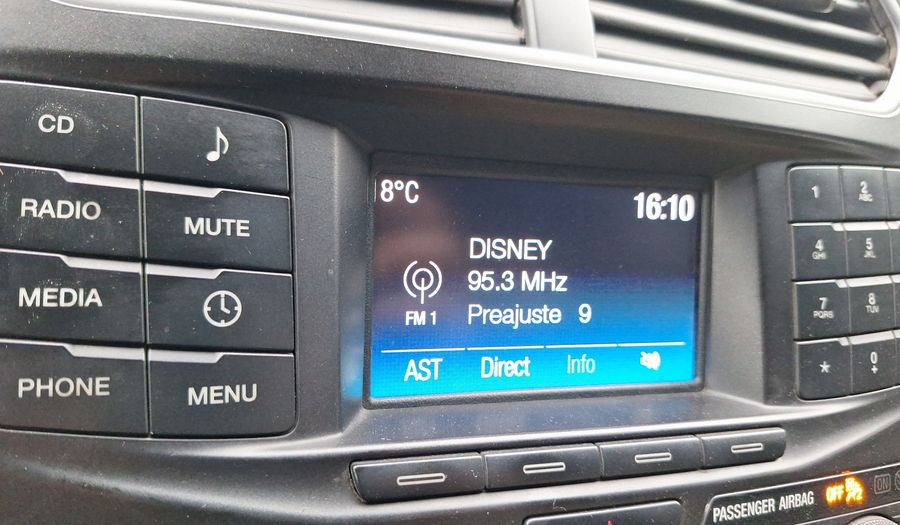 CD
RADIO
MUTE
MEDIA
PHONE
MENU
8°C
16:10
DISNEY
95.3 MHz
FM 1
Preajuste 9
AST Direct Info
1
2 ABC
4 GHI
5 JKL
7 PQRS
8 TUV
*
0 +
PASSENGER AIRBAG OFF 2 ON